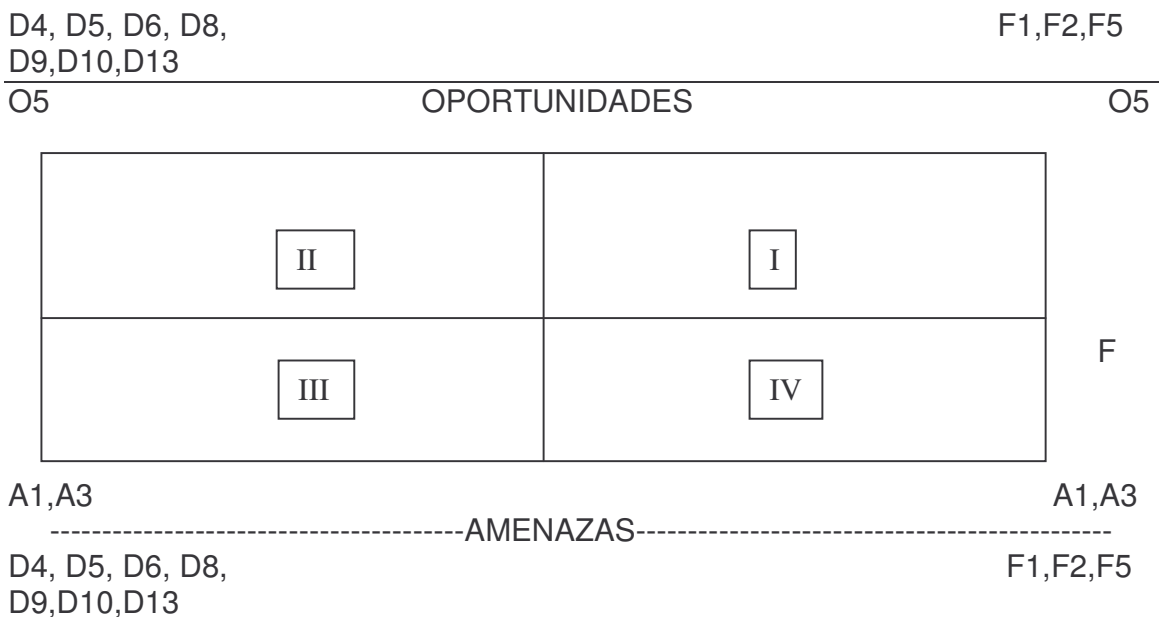 D4, D5, D6, D8, F1,F2,F5
D9,D10,D13
O5 OPORTUNIDADES O5
II I
F
III IV
A1,A3 A1,A3
----------------------------------------AMENAZAS----------------------------------------------
D4, D5, D6, D8, F1,F2,F5
D9,D10,D13